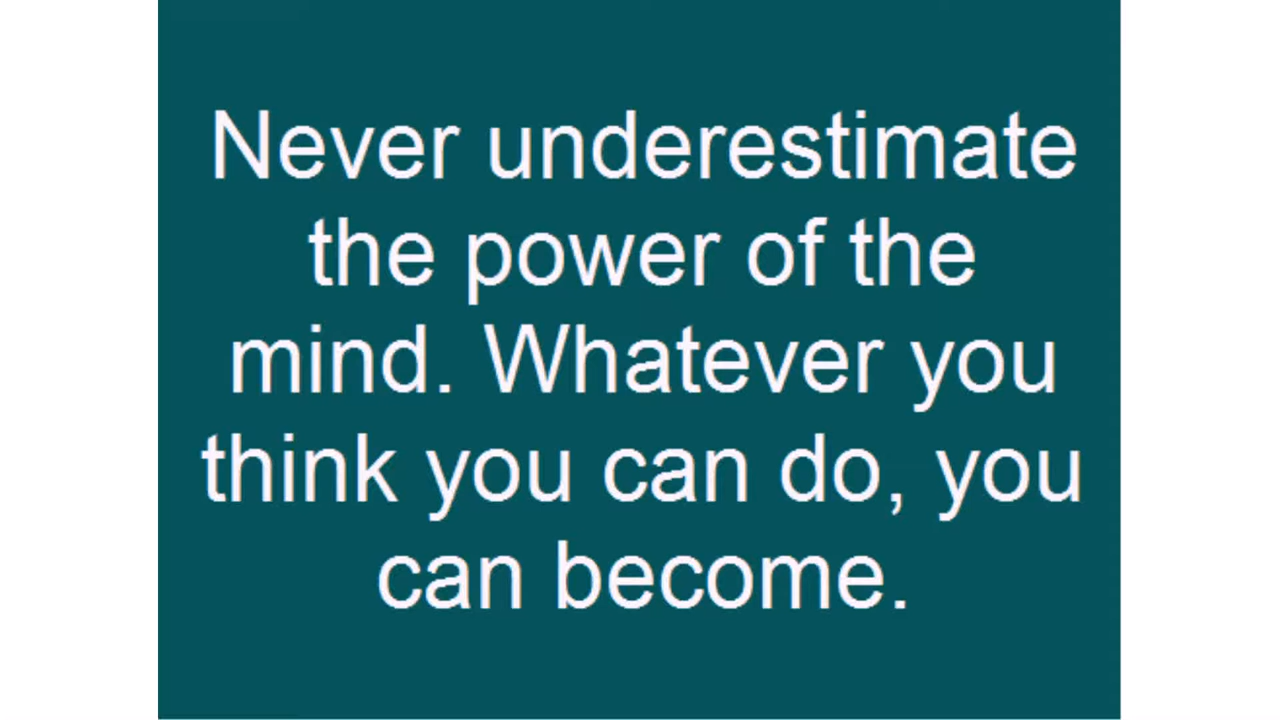 Never underestimate
the power of the
mind. Whatever you
think you can do, you
can become.